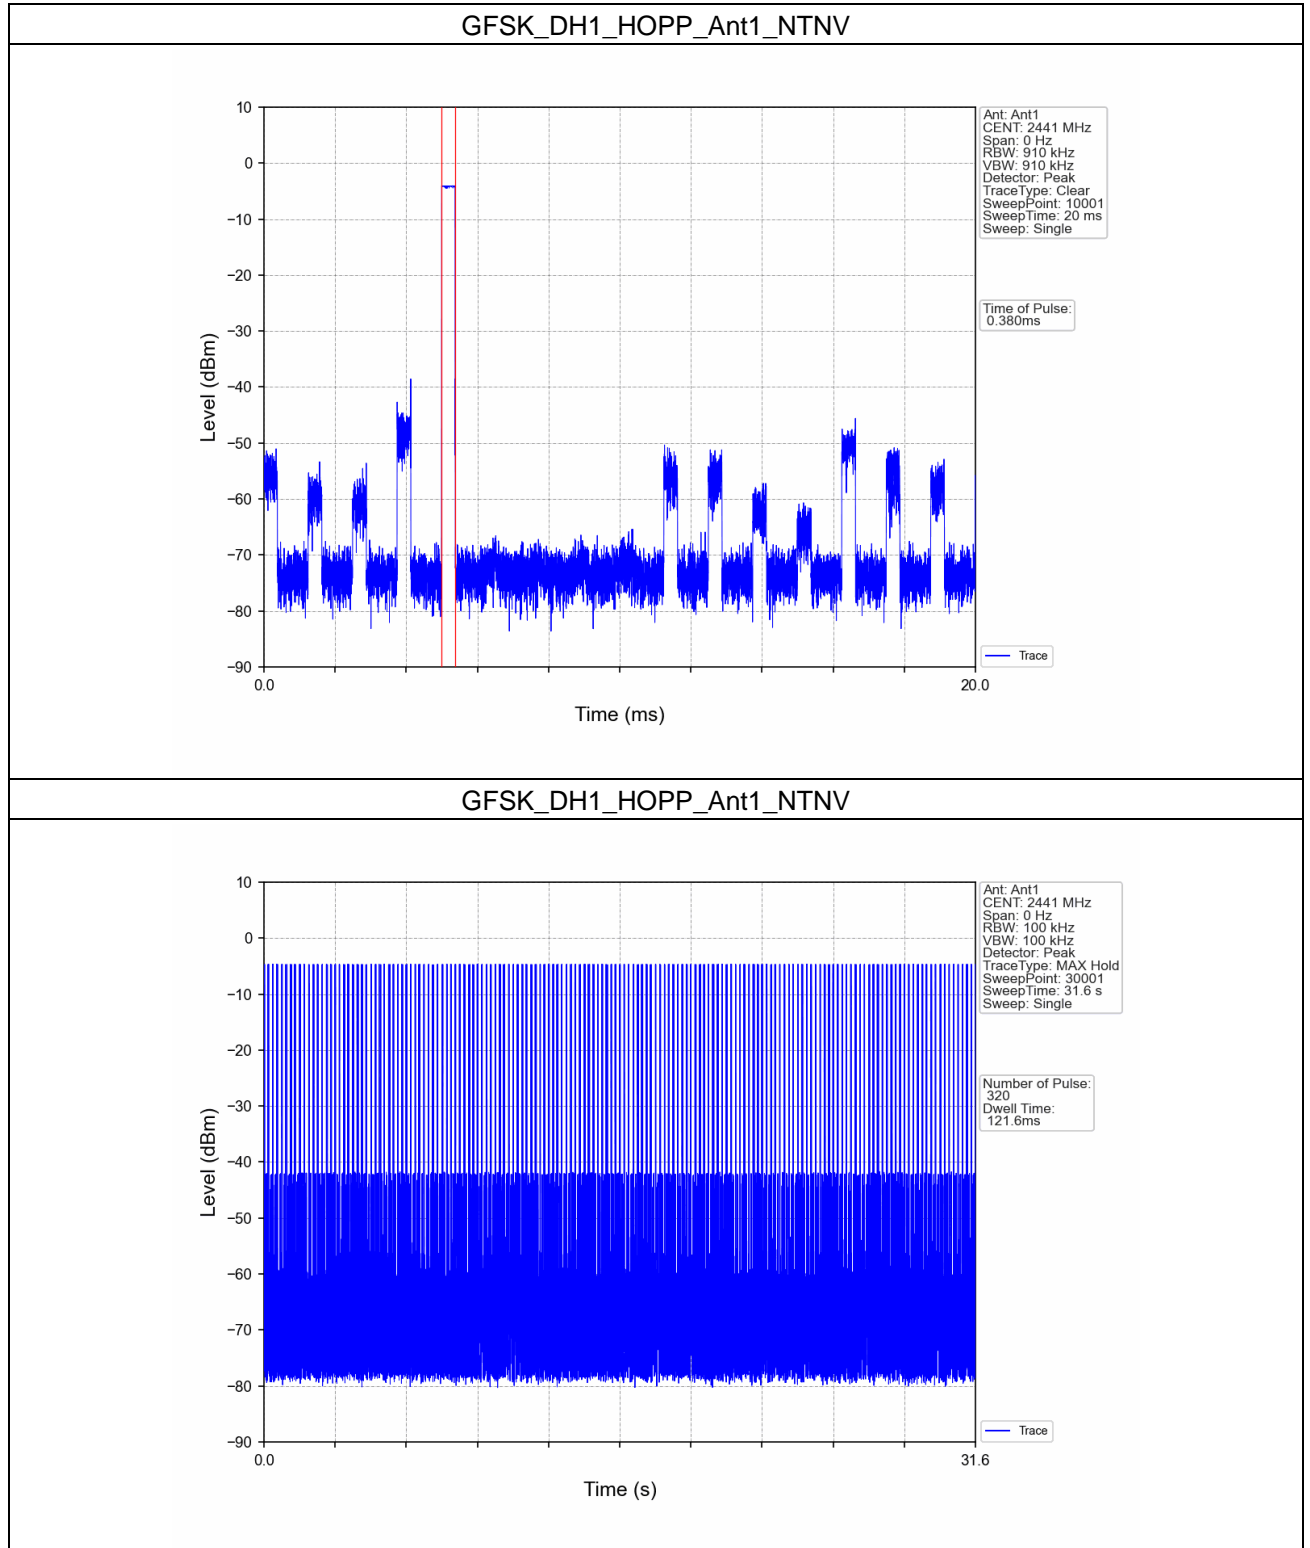 GFSK_DH1_HOPP_Ant1_NTNV
10
0
−10
−20
−30
−40
−50
−60
−70
−80
−90
Level (dBm)
0.0
20.0
Time (ms)
Ant: Ant1
CENT: 2441 MHz
Span: 0 Hz
RBW: 910 kHz
VBW: 910 kHz
Detector: Peak
TraceType: Clear
SweepPoint: 10001
SweepTime: 20 ms
Sweep: Single
Time of Pulse:
0.380ms
Trace
GFSK_DH1_HOPP_Ant1_NTNV
10
0
−10
−20
−30
−40
−50
−60
−70
−80
−90
Level (dBm)
0.0
31.6
Time (s)
Ant: Ant1
CENT: 2441 MHz
Span: 0 Hz
RBW: 100 kHz
VBW: 100 kHz
Detector: Peak
TraceType: MAX Hold
SweepPoint: 30001
SweepTime: 31.6 s
Sweep: Single
Number of Pulse:
320
Dwell Time:
121.6ms
Trace